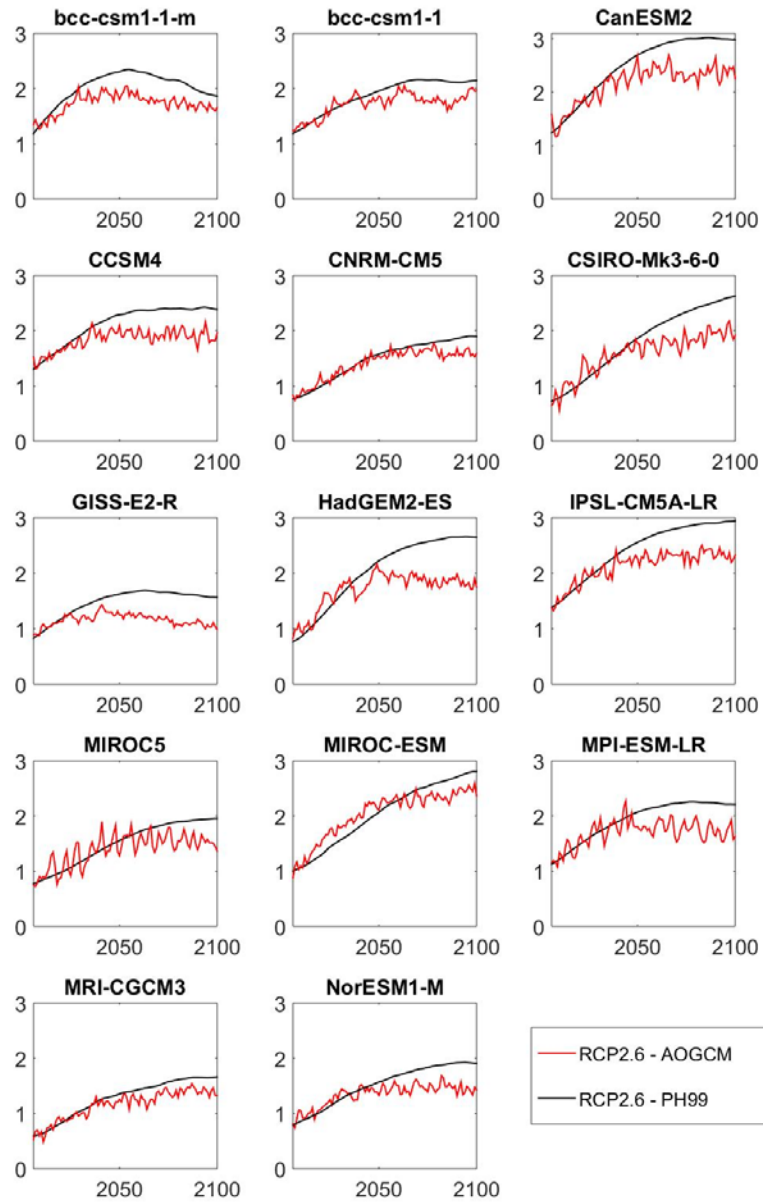 bcc-csm1-1-m bcc-csm1-1 CanESM2
3 3 3
2 2 2
1 1 1
0 0 0
2050 2100 2050 2100 2050 2100
CCSM4 CNRM-CM5 CSIRO-Mk3-6-0
3 3 3
2 2 2
1 1 1
0 0 0
2050 2100 2050 2100 2050 2100
GISS-E2-R HadGEM2-ES IPSL-CM5A-LR
3 3 3
2 2 2
1 1 1
0 0 0
2050 2100 2050 2100 2050 2100
MIROC5 MIROC-ESM MPI-ESM-LR
3 3 3
2 2 2
1 1 1
0 0 0
2050 2100 2050 2100 2050 2100
MRI-CGCM3 NorESM1-M
3 3
2 2
1 1
0 0
2050 2100 2050 2100
RCP2.6 - AOGCM
RCP2.6 - PH99